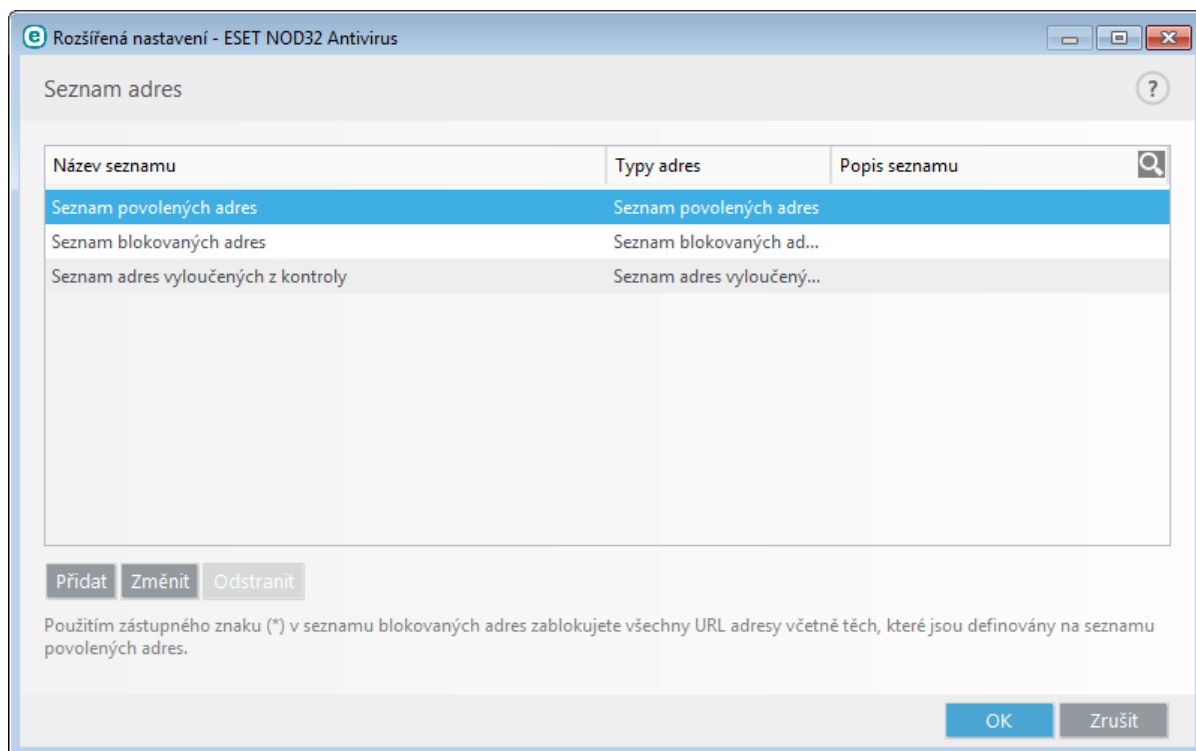 e Rozšířená nastavení - ESET NOD32 Antivirus
Seznam adres ?
Název seznamu Typy adres Popis seznamu
Seznam povolených adres Seznam povolených adres
Seznam blokovaných adres Seznam blokovaných ad...
Seznam adres vyloučených z kontroly Seznam adres vyloučený...
Přidat Změnit Odstranit
Použitím zástupného znaku (*) v seznamu blokovaných adres zablokujete všechny URL adresy včetně těch, které jsou definovány na seznamu
povolených adres.
OK Zrušit